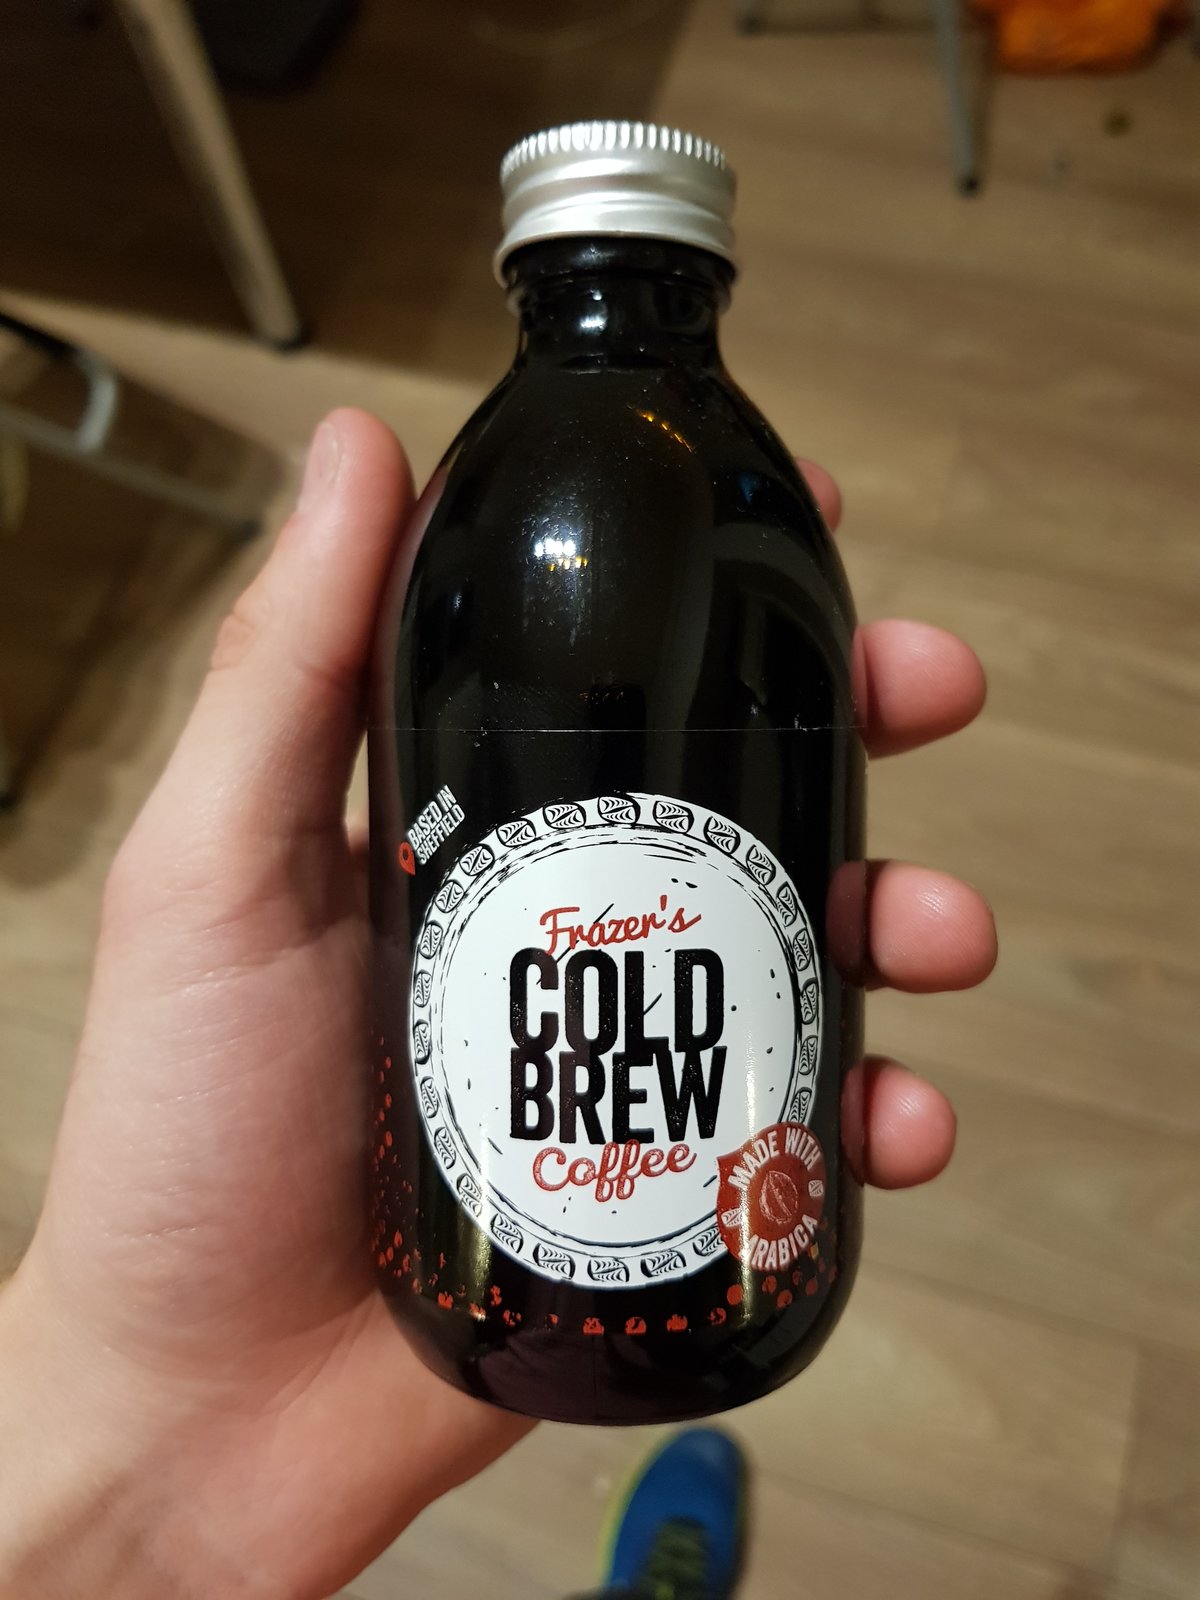 BASED IN
SHEFFIELD
Frazer's
COLD
BREW
Coffee
MADE WITH
ARABICA